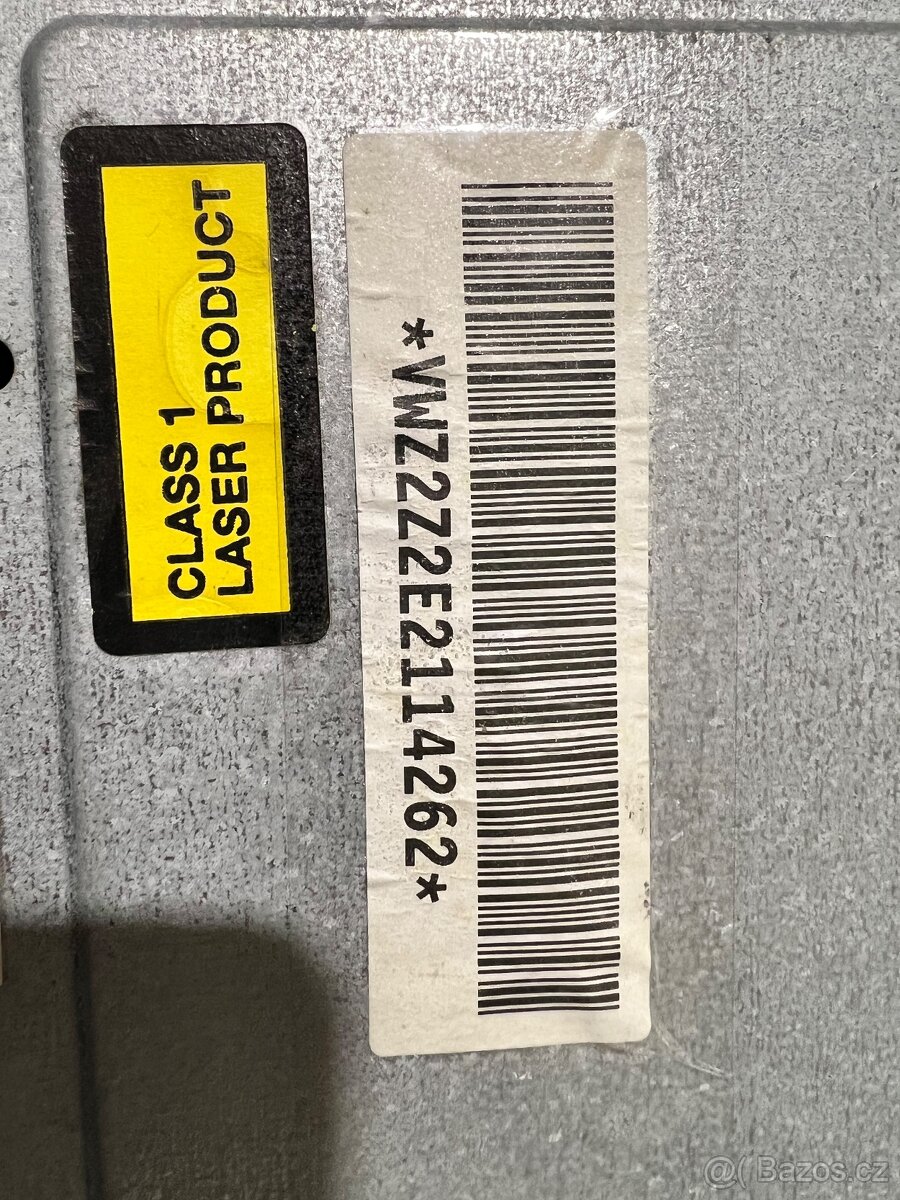 CLASS 1
LASER PRODUCT
*VWZ2Z2E2114262*
@( Bazos.cz